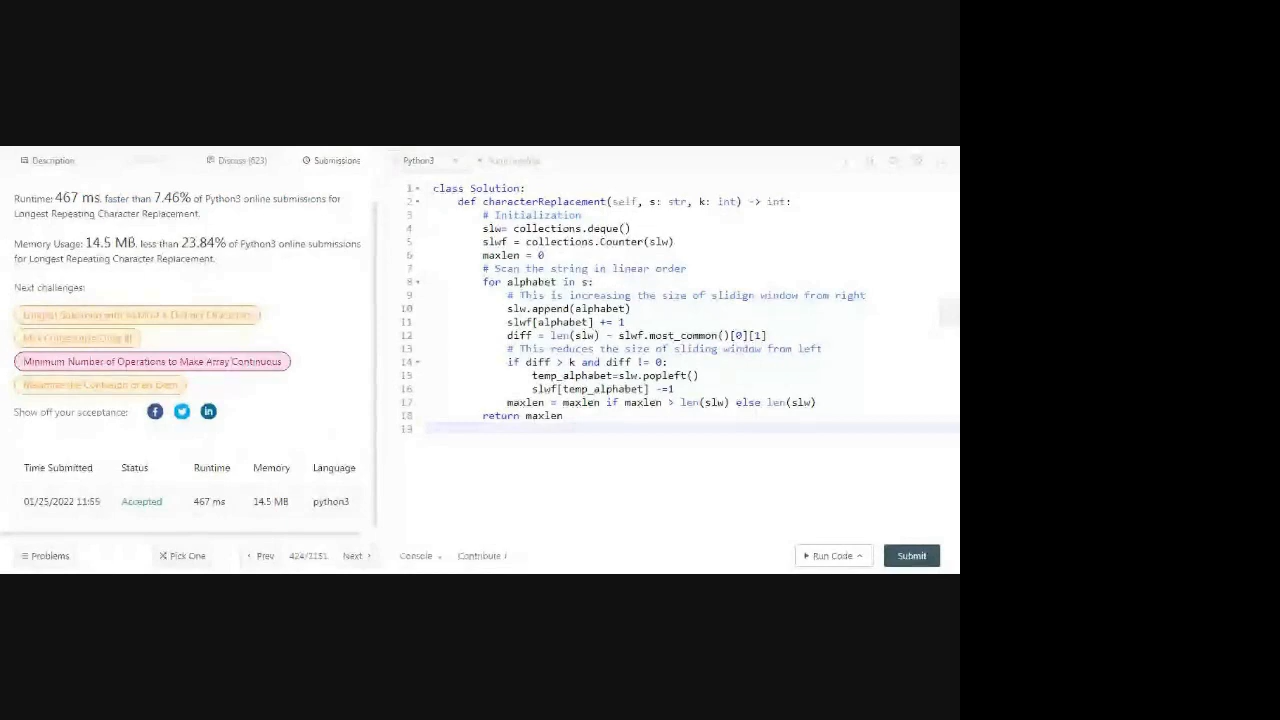 Description
Discuss (623)
Submissions
Runtime: 467 ms, faster than 7.46% of Python3 online submissions for
Longest Repeating Character Replacement.
Memory Usage: 14.5 MB, less than 23.84% of Python3 online submissions
for Longest Repeating Character Replacement.
Next challenges:
Minimum Number of Operations to Make Array Continuous
Show off your acceptance:
Time Submitted Status Runtime Memory Language
01/25/2022 11:55 Accepted 467 ms 14.5 MB python3
Problems
Pick One
Prev
Next
Python3
1 class Solution:
2 def characterReplacement(self, s: str, k: int) -> int:
3 # Initialization
4 slw= collections.deque()
5 slwf = collections.Counter(slw)
6 maxlen = 0
7 # Scan the string in linear order
8 for alphabet in s:
9 # This is increasing the size of slidign window from right
10 slw.append(alphabet)
11 slwf[alphabet] += 1
12 diff = len(slw) - slwf.most_common()[0][1]
13 # This reduces the size of sliding window from left
14 if diff > k and diff != 0:
15 temp_alphabet=slw.popleft()
16 slwf[temp_alphabet] -=1
17 maxlen = maxlen if maxlen > len(slw) else len(slw)
18 return maxlen
19
Console
Contribute
Run Code
Submit